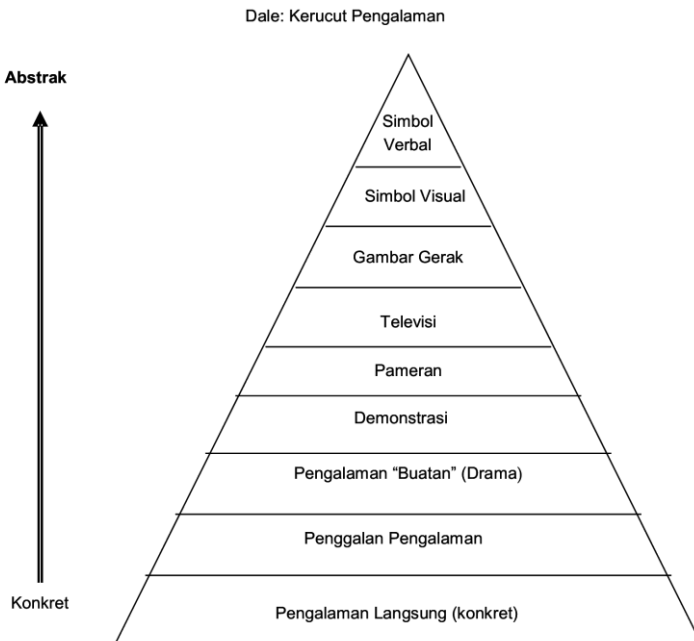 Dale: Kerucut Pengalaman
Abstrak
Simbol
Verbal
Simbol Visual
Gambar Gerak
Televisi
Pameran
Demonstrasi
Pengalaman “Buatan” (Drama)
Penggalan Pengalaman
Konkret
Pengalaman Langsung (konkret)